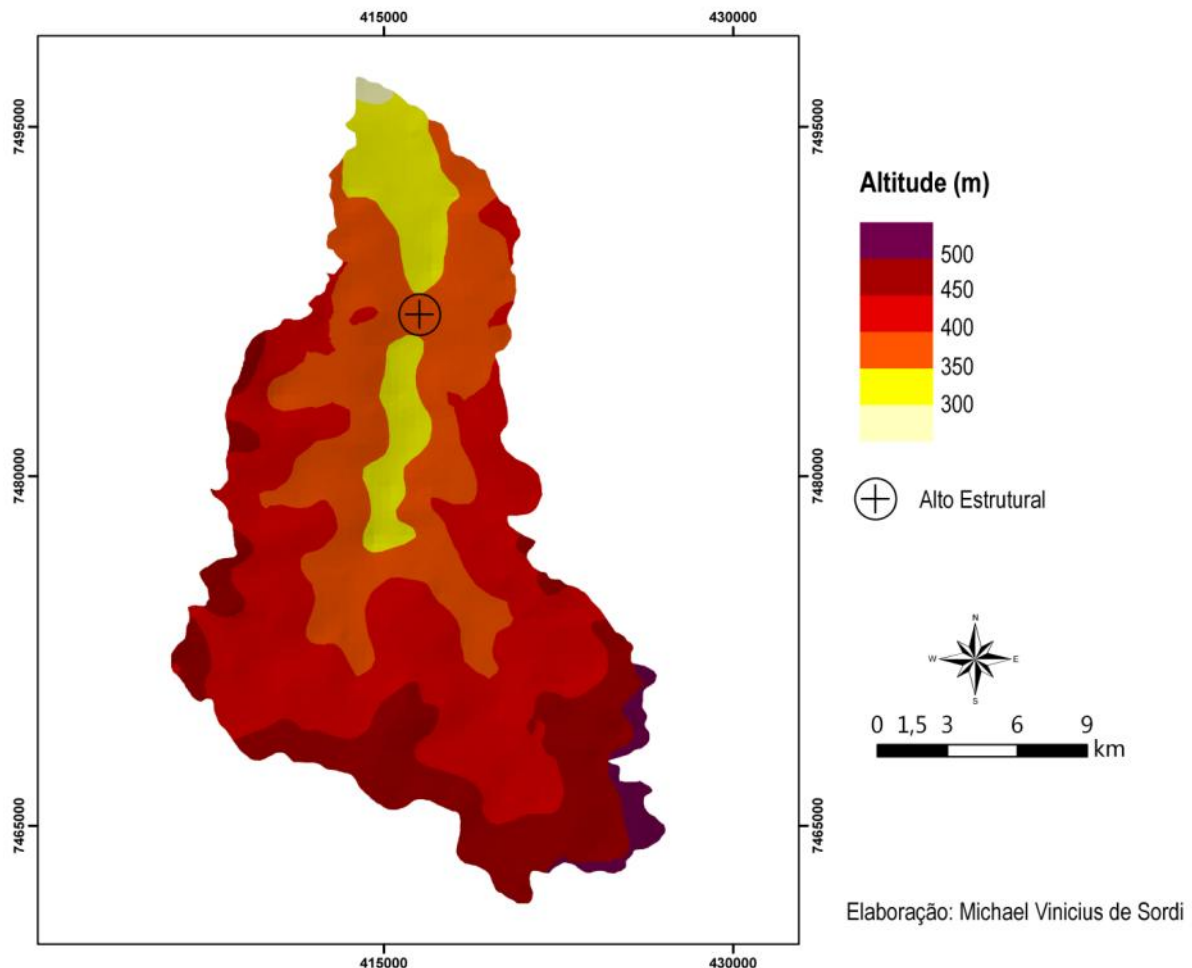 415000 430000
7495000 7495000
7480000 7480000
7465000 7465000
415000 430000
Altitude (m)
500
450
400
350
300
Alto Estrutural
N
W E
S
0 1,5 3 6 9
km
Elaboração: Michael Vinicius de Sordi